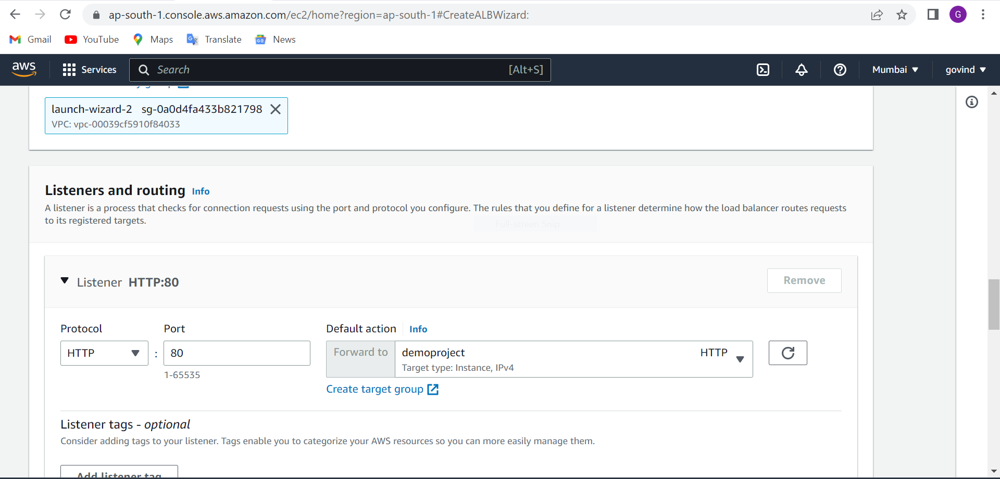 ap-south-1.console.aws.amazon.com/ec2/home?region=ap-south-1#CreateALBWizard:
G
Gmail YouTube Maps Translate News
aws Services Search [Alt+S] Mumbai govind
launch-wizard-2 sg-0a0d4fa433b821798
VPC: vpc-00039cf5910f84033
Listeners and routing Info
A listener is a process that checks for connection requests using the port and protocol you configure. The rules that you define for a listener determine how the load balancer routes requests
to its registered targets.
Full-screen Snip
Listener HTTP:80
Remove
Protocol Port Default action Info
HTTP : 80 Forward to demoproject HTTP
Target type: Instance, IPv4
1-65535
Create target group
Listener tags - optional
Consider adding tags to your listener. Tags enable you to categorize your AWS resources so you can more easily manage them.
Add listener tag